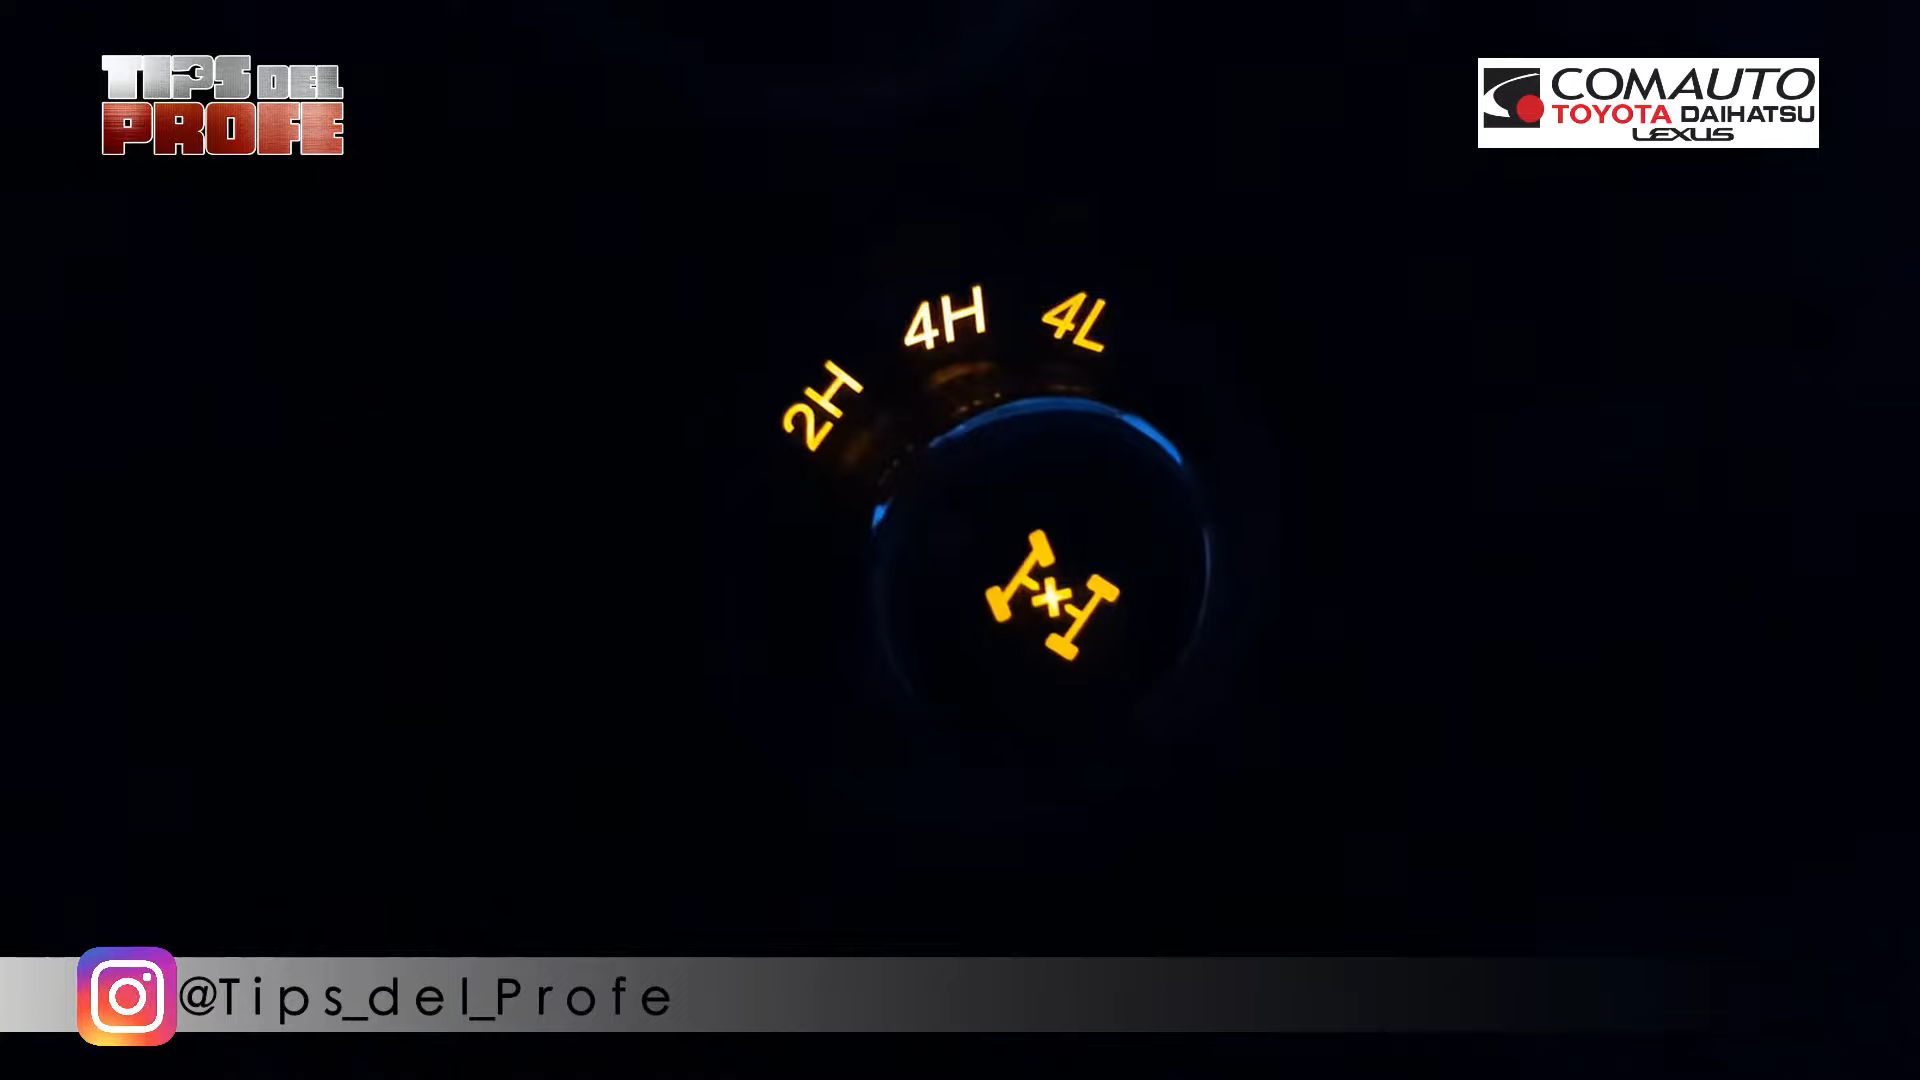 TIPS DEL
PROFE
COMAUTO
TOYOTA DAIHATSU
LEXUS
2H
4H
4L
@Tips_del_Profe